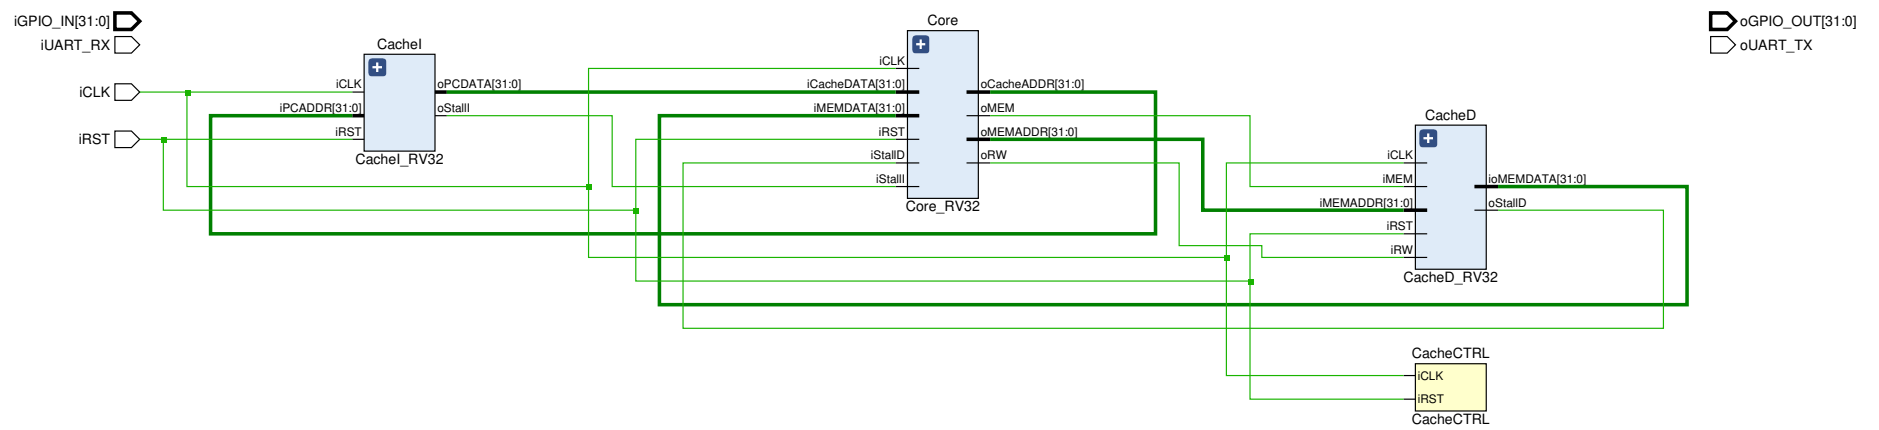 iGPIO_IN[31:0]
iUART_RX
iCLK
iRST
CacheI
iCLK
iPCADDR[31:0]
iRST
oPCDATA[31:0]
oStallI
CacheI_RV32
Core
iCLK
iCacheDATA[31:0]
iMEMDATA[31:0]
iRST
iStallD
iStallI
oCacheADDR[31:0]
oMEM
oMEMADDR[31:0]
oRW
Core_RV32
CacheD
iCLK
iMEM
iMEMADDR[31:0]
iRST
iRW
ioMEMDATA[31:0]
oStallD
CacheD_RV32
CacheCTRL
iCLK
iRST
CacheCTRL
oGPIO_OUT[31:0]
oUART_TX